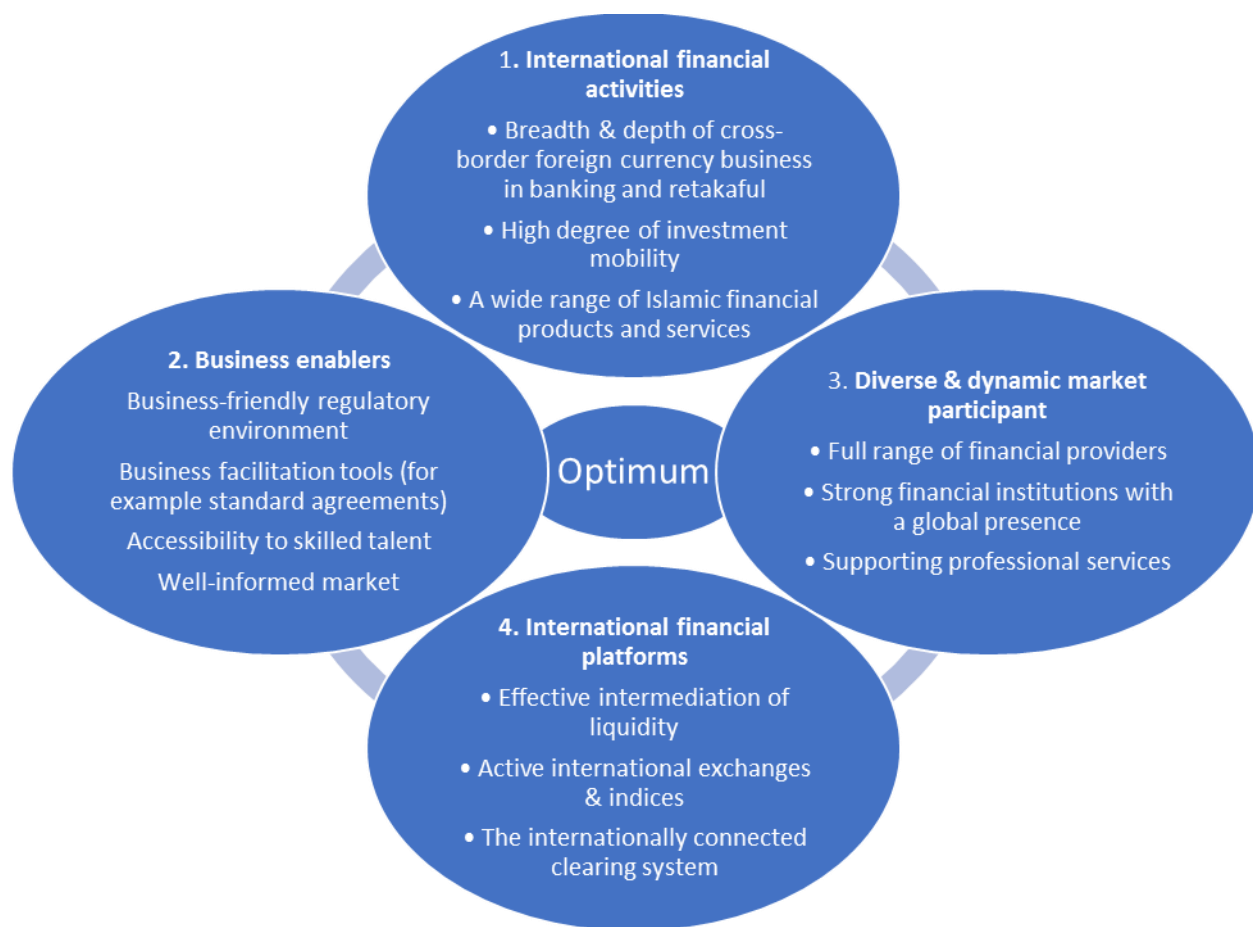 1. International financial
activities
• Breadth & depth of cross-
border foreign currency business
in banking and retakaful
• High degree of investment
mobility
• A wide range of Islamic financial
products and services
2. Business enablers
Business-friendly regulatory
environment
Business facilitation tools (for
example standard agreements)
Accessibility to skilled talent
Well-informed market
Optimum
3. Diverse & dynamic market
participant
• Full range of financial providers
• Strong financial institutions with
a global presence
• Supporting professional services
4. International financial
platforms
• Effective intermediation of
liquidity
• Active international exchanges
& indices
• The internationally connected
clearing system